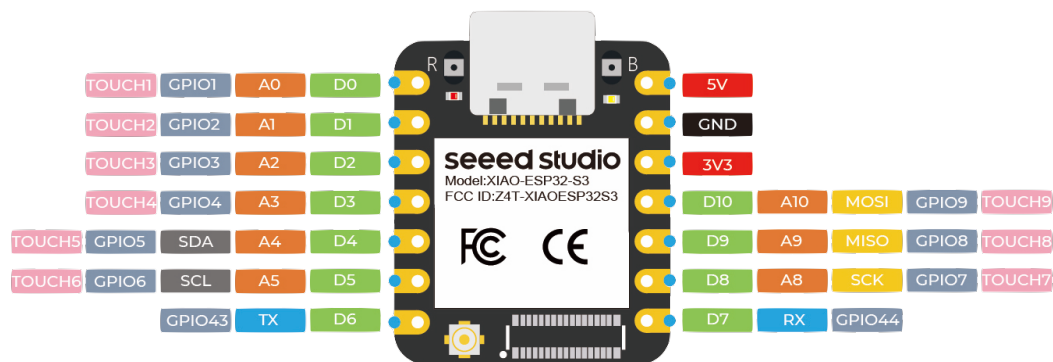 R B
TOUCH1 GPIO1 A0 D0 5V
TOUCH2 GPIO2 A1 D1 GND
TOUCH3 GPIO3 A2 D2 seeed studio 3V3
Model:XIAO-ESP32-S3
FCC ID:Z4T-XIAOESP32S3
TOUCH4 GPIO4 A3 D3 D10 A10 MOSI GPIO9 TOUCH9
TOUCH5 GPIO5 SDA A4 D4 FC CE D9 A9 MISO GPIO8 TOUCH8
TOUCH6 GPIO6 SCL A5 D5 D8 A8 SCK GPIO7 TOUCH7
GPIO43 TX D6 D7 RX GPIO44